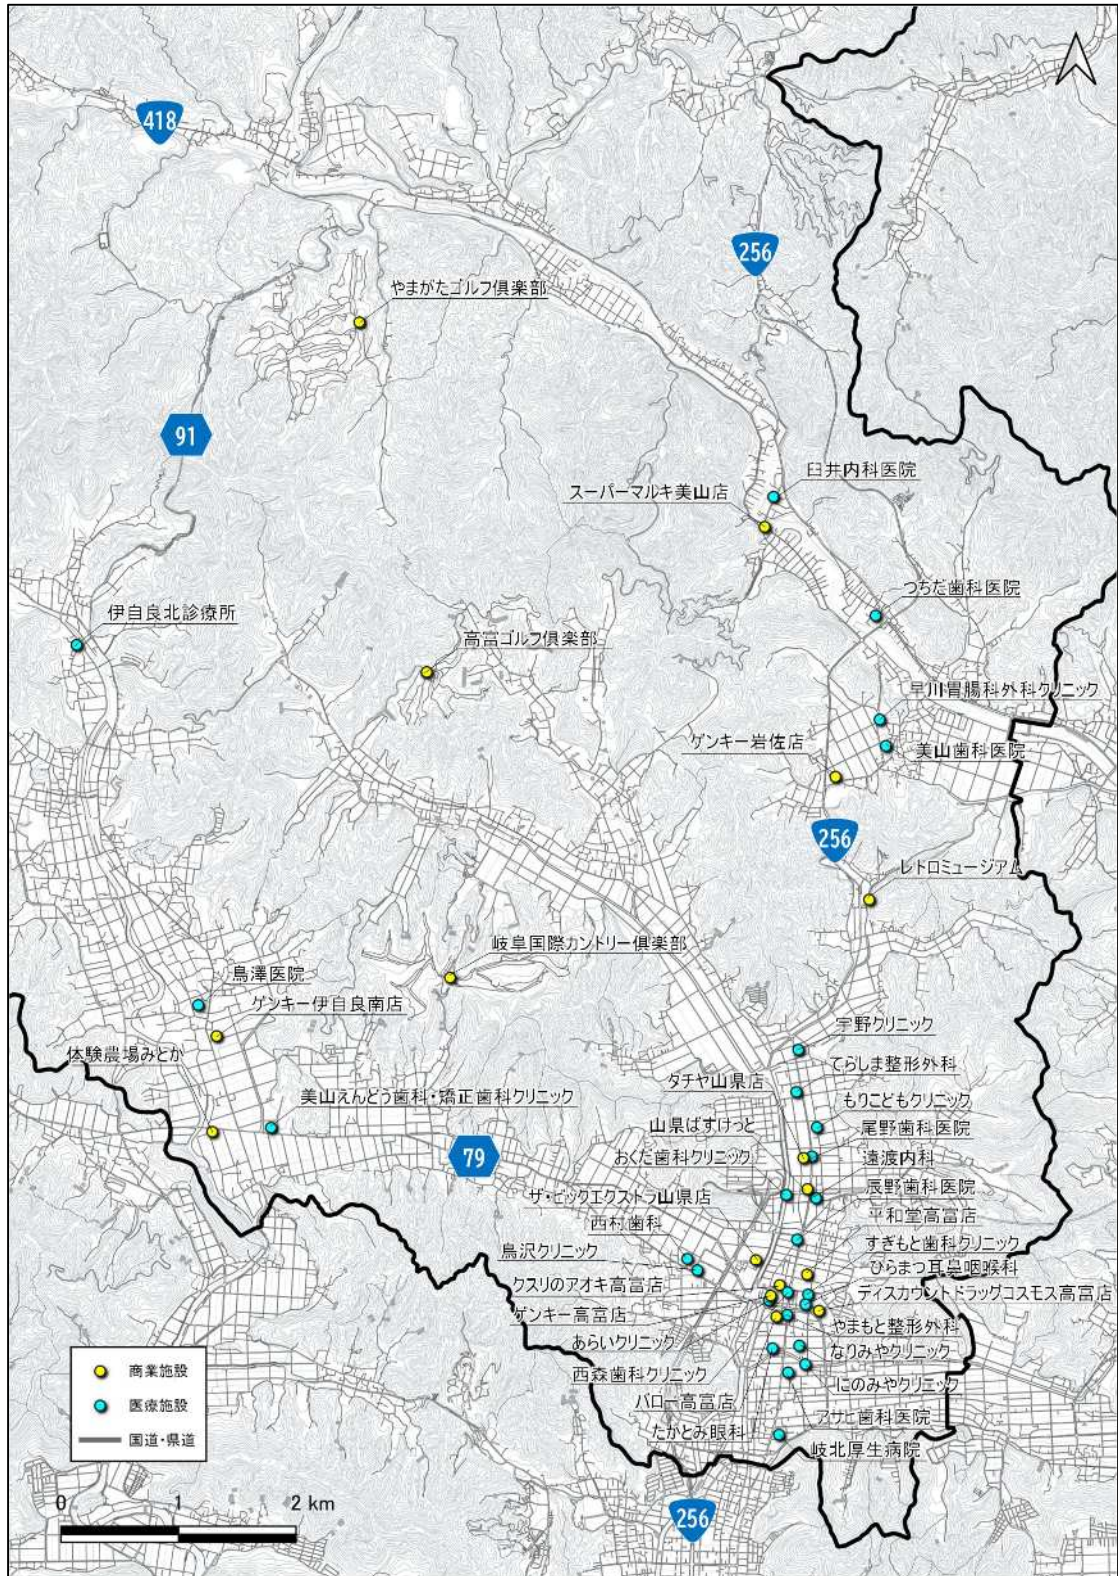 418
256
やまがたゴルフ倶楽部
91
臼井内科医院
スーパーマルキ美山店
つちだ歯科医院
伊自良北診療所
高富ゴルフ倶楽部
早川胃腸科外科クリニック
ゲンキー岩佐店
美山歯科医院
256
レトロミュージアム
岐阜国際カントリー倶楽部
鳥澤医院
ゲンキー伊自良南店
宇野クリニック
体験農場みとか
てらしま整形外科
タチヤ山県店
美山えんどう歯科・矯正歯科クリニック
もりこどもクリニック
山県ばすけっと
尾野歯科医院
79
おくだ歯科クリニック
遠渡内科
辰野歯科医院
ザ・ビッグエクストラ山県店
平和堂高富店
西村歯科
すぎもと歯科クリニック
鳥沢クリニック
ひらまつ耳鼻咽喉科
クスリのアオキ高富店
ディスカウントドラッグコスモス高富店
ゲンキー高富店
やまもと整形外科
あらいクリニック
なりみやクリニック
西森歯科クリニック
にのみやクリニック
バロー高富店
アサヒ歯科医院
たかとみ眼科
岐北厚生病院
商業施設
医療施設
国道・県道
0 1 2 km
256